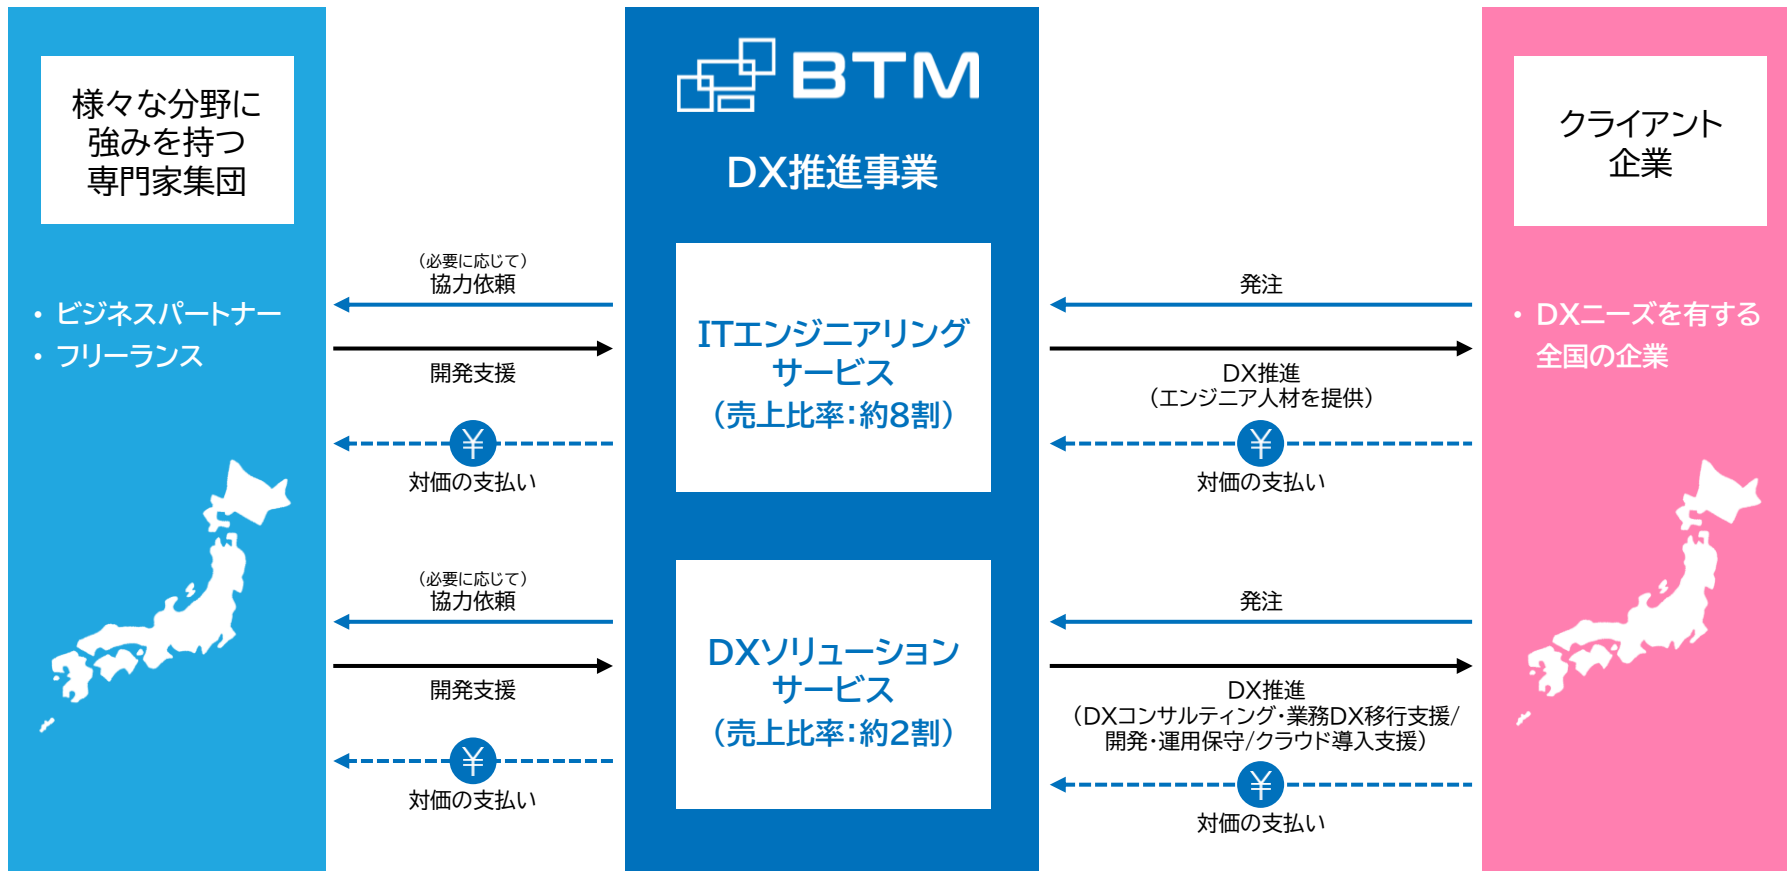 様々な分野に
強みを持つ
専門家集団
・ ビジネスパートナー
・ フリーランス
（必要に応じて）
協力依頼
開発支援
¥
対価の支払い
（必要に応じて）
協力依頼
開発支援
¥
対価の支払い
BTM
DX推進事業
ITエンジニアリング
サービス
（売上比率：約8割）
DXソリューション
サービス
（売上比率：約2割）
発注
DX推進
（エンジニア人材を提供）
¥
対価の支払い
発注
DX推進
（DXコンサルティング・業務DX移行支援/
開発・運用保守/クラウド導入支援）
¥
対価の支払い
クライアント
企業
・ DXニーズを有する
全国の企業